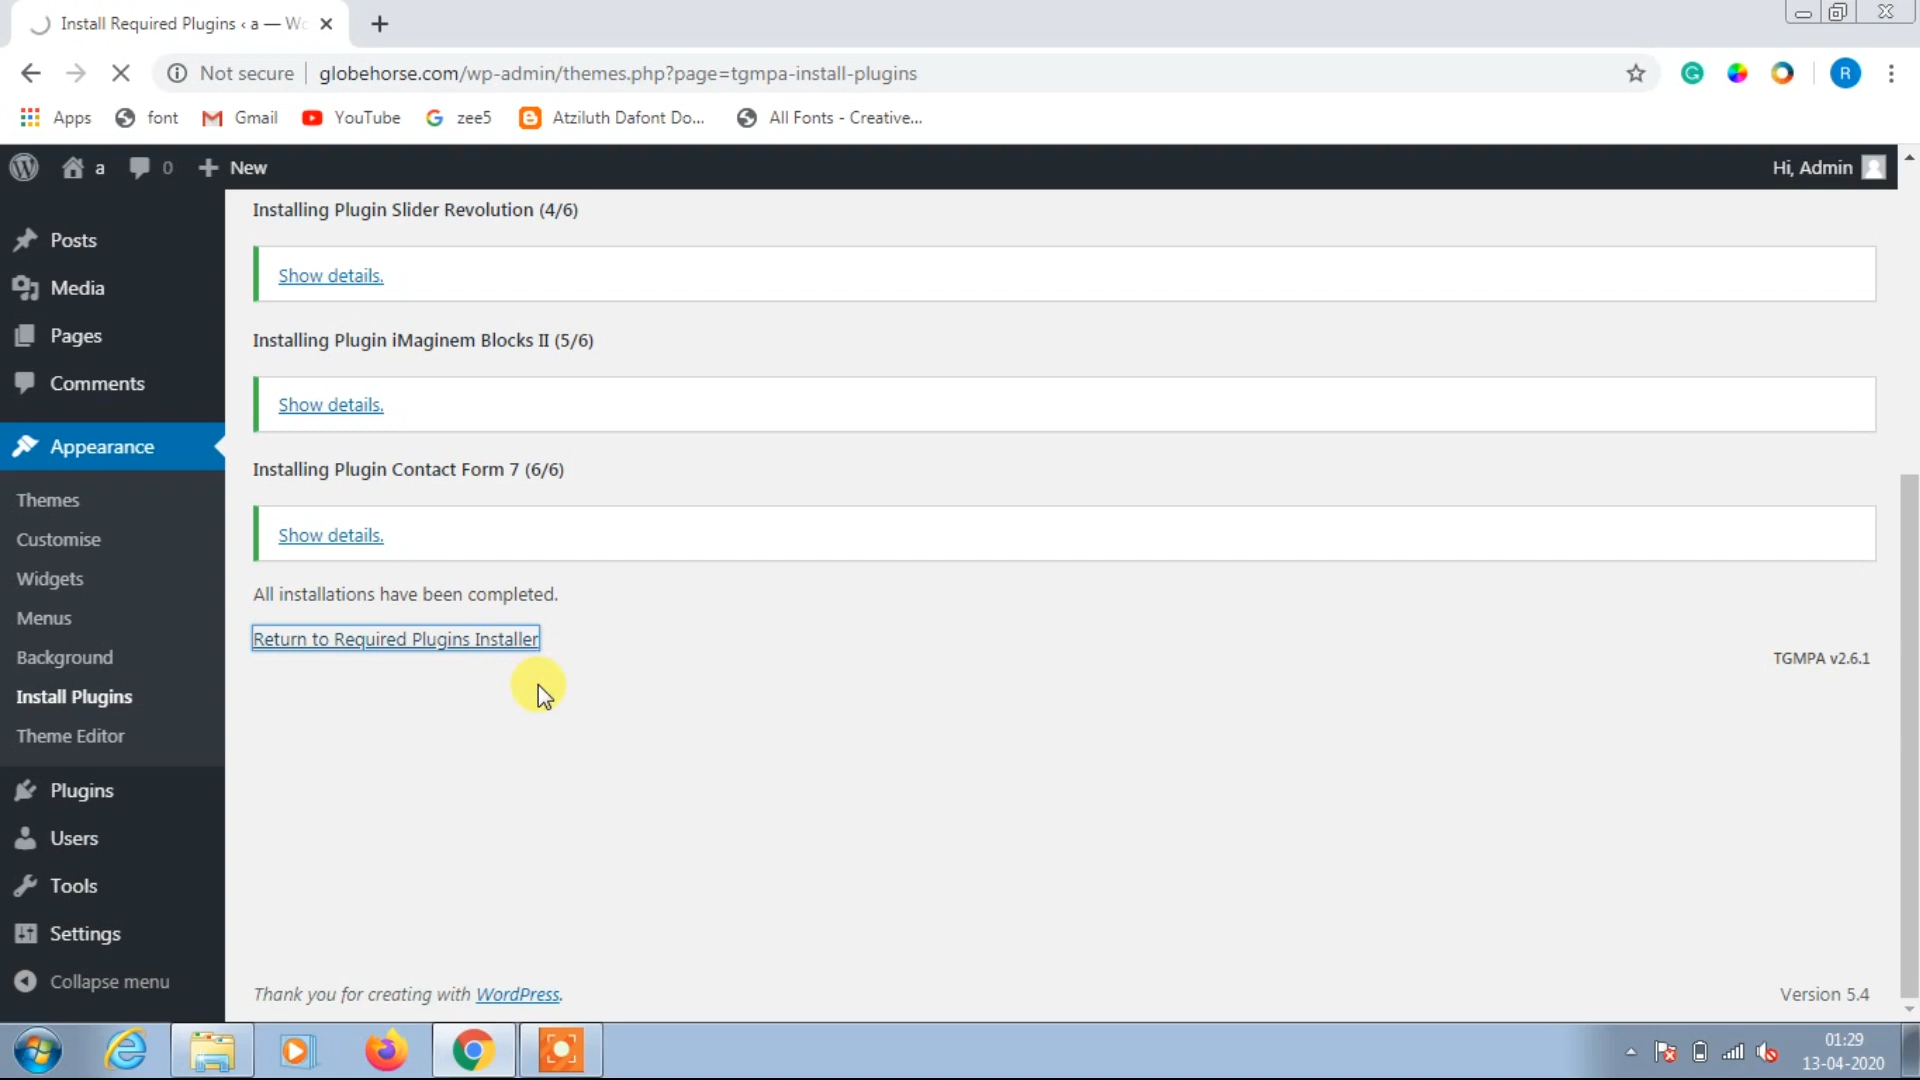 Install Required Plugins ‹ a — Wo
Not secure
globehorse.com/wp-admin/themes.php?page=tgmpa-install-plugins
R
Apps
font
Gmail
YouTube
zee5
Atziluth Dafont Do...
All Fonts - Creative...
a
0
New
Hi, Admin
Posts
Media
Pages
Comments
Appearance
Themes
Customise
Widgets
Menus
Background
Install Plugins
Theme Editor
Plugins
Users
Tools
Settings
Collapse menu
Installing Plugin Slider Revolution (4/6)
Show details.
Installing Plugin iMaginem Blocks II (5/6)
Show details.
Installing Plugin Contact Form 7 (6/6)
Show details.
All installations have been completed.
Return to Required Plugins Installer
TGMPA v2.6.1
Thank you for creating with WordPress.
Version 5.4
01:29
13-04-2020